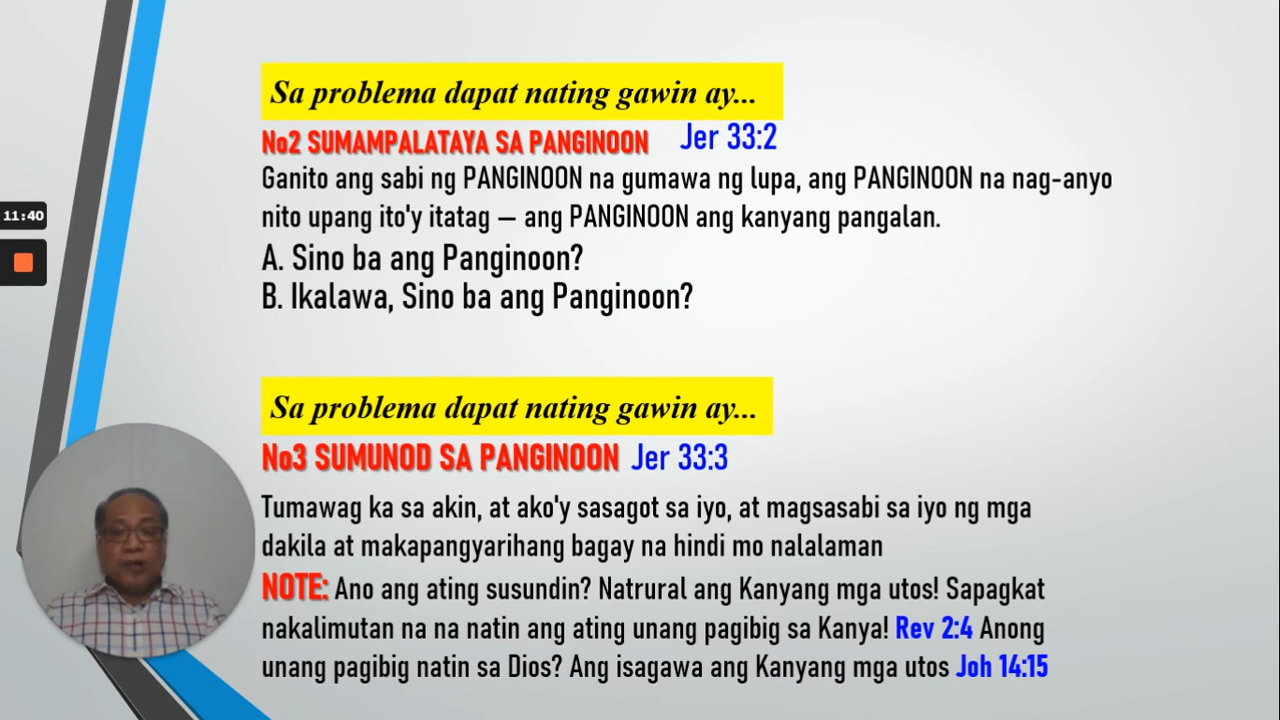 Sa problema dapat nating gawin ay...
No2 SUMAMPALATAYA SA PANGINOON Jer 33:2
Ganito ang sabi ng PANGINOON na gumawa ng lupa, ang PANGINOON na nag-anyo
nito upang ito'y itatag — ang PANGINOON ang kanyang pangalan.
11:40
A. Sino ba ang Panginoon?
B. Ikalawa, Sino ba ang Panginoon?
Sa problema dapat nating gawin ay...
No3 SUMUNOD SA PANGINOON Jer 33:3
Tumawag ka sa akin, at ako'y sasagot sa iyo, at magsasabi sa iyo ng mga
dakila at makapangyarihang bagay na hindi mo nalalaman
NOTE: Ano ang ating susundin? Natrural ang Kanyang mga utos! Sapagkat
nakalimutan na na natin ang ating unang pagibig sa Kanya! Rev 2:4 Anong
unang pagibig natin sa Dios? Ang isagawa ang Kanyang mga utos Joh 14:15